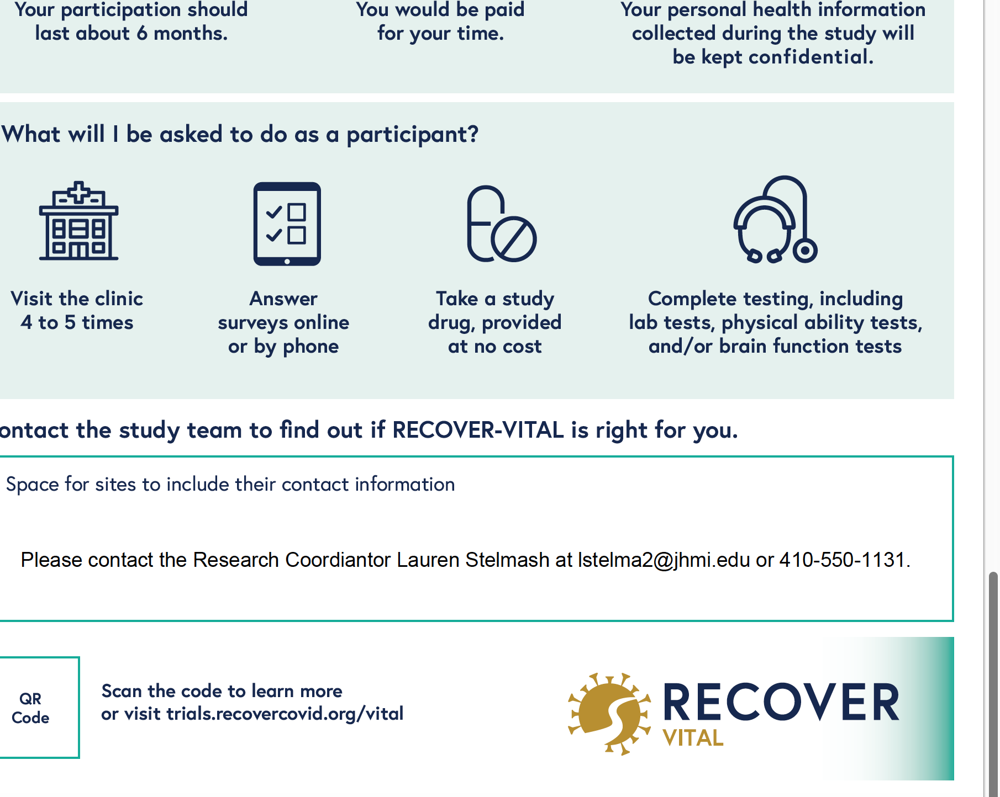 Your participation should
last about 6 months.
You would be paid
for your time.
Your personal health information
collected during the study will
be kept confidential.
What will I be asked to do as a participant?
Visit the clinic
4 to 5 times
Answer
surveys online
or by phone
Take a study
drug, provided
at no cost
Complete testing, including
lab tests, physical ability tests,
and/or brain function tests
ontact the study team to find out if RECOVER-VITAL is right for you.
Space for sites to include their contact information
Please contact the Research Coordiantor Lauren Stelmash at lstelma2@jhmi.edu or 410-550-1131.
QR
Code
Scan the code to learn more
or visit trials.recovercovid.org/vital
RECOVER
VITAL